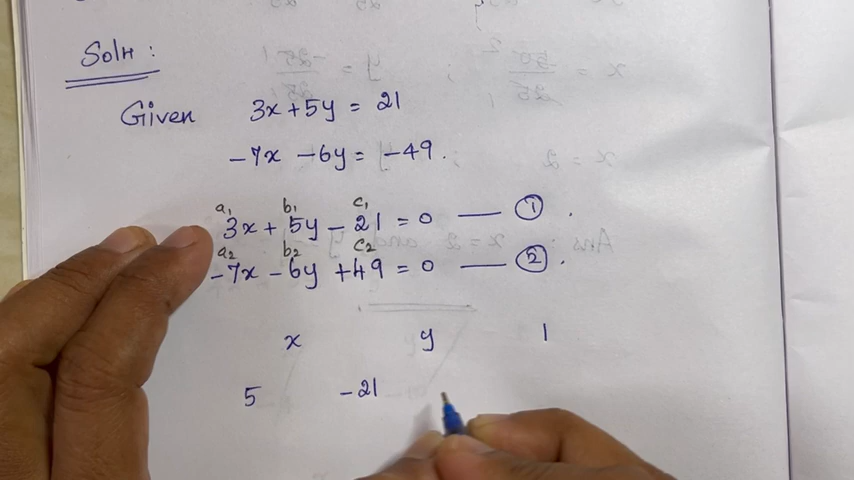 Soln :
Given 3x + 5y = 21
-7x - 6y = -49.
a1 b1 c1
3x + 5y - 21 = 0 — ① .
a2 b2 c2
-7x - 6y + 49 = 0 — ② .
x y 1
5 -21